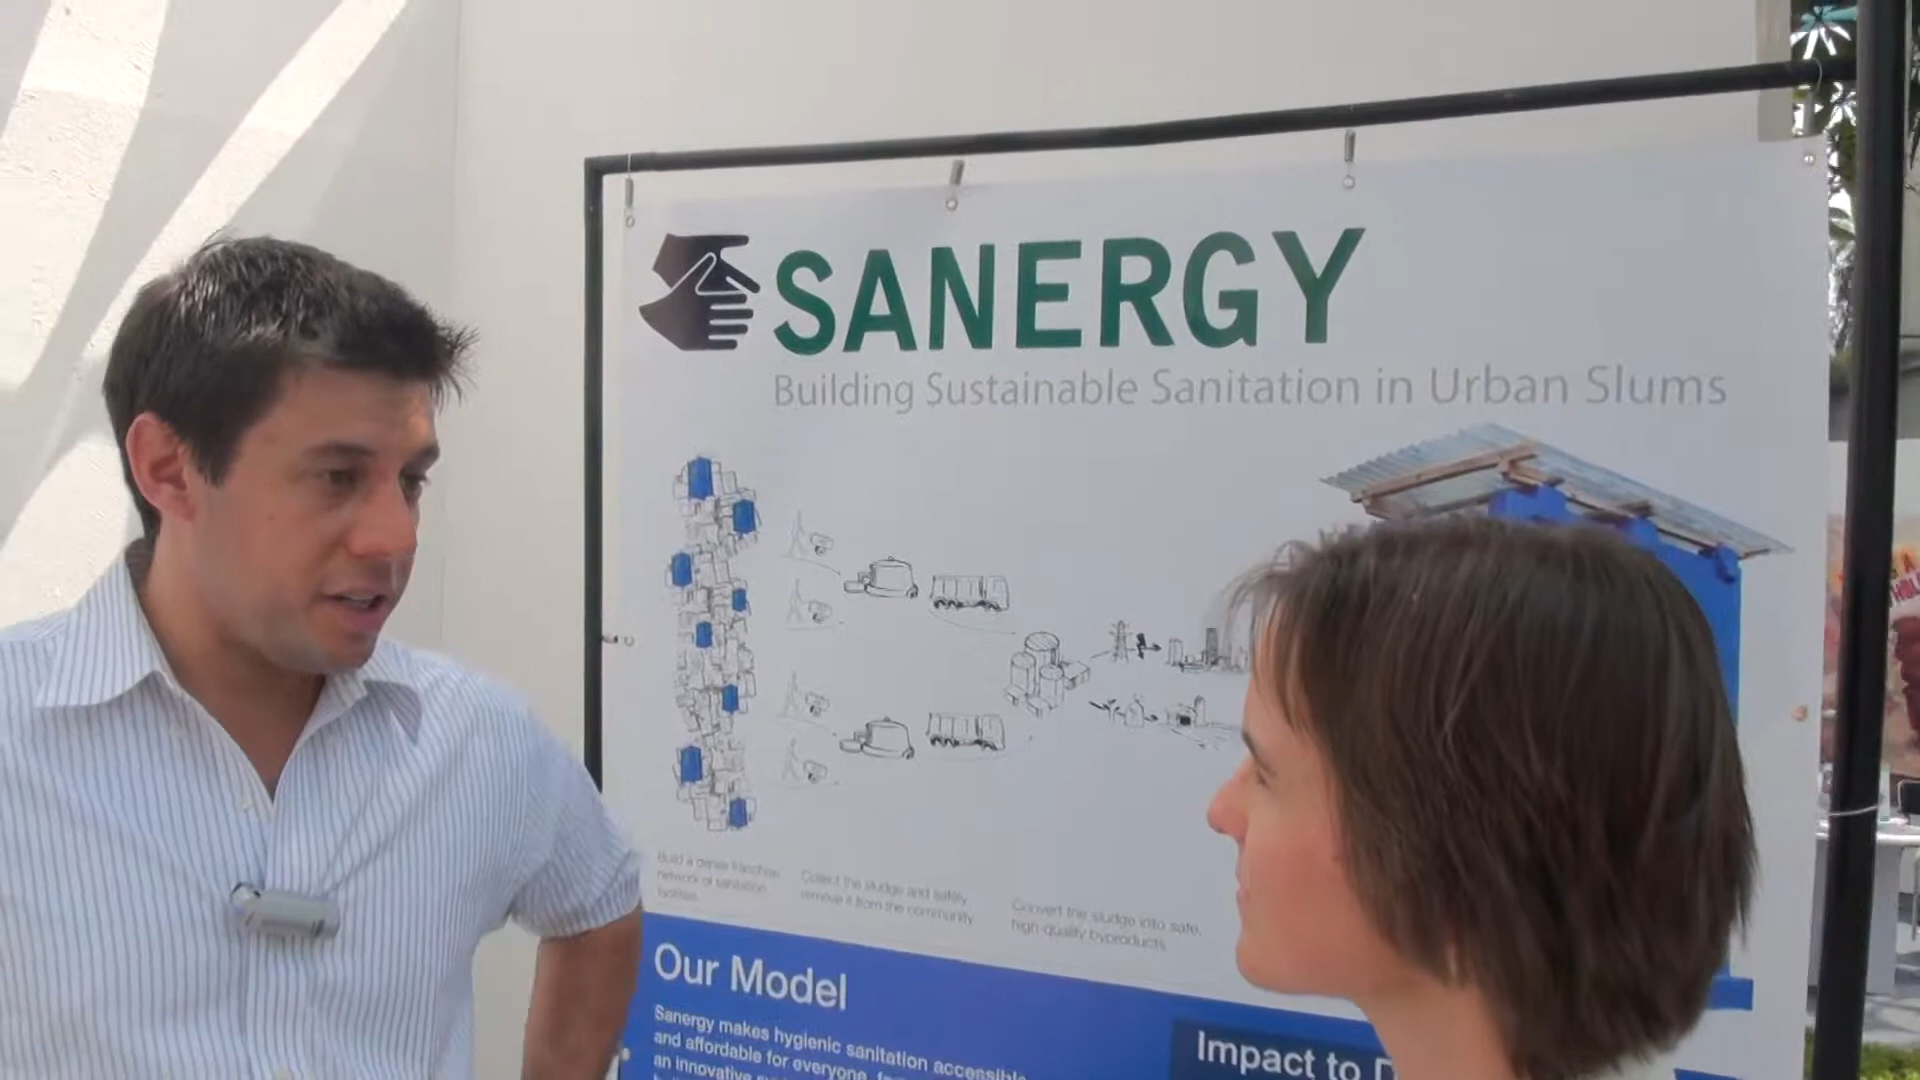 SANERGY
Building Sustainable Sanitation in Urban Slums
Build a dense franchise
network of sanitation
facilities
Collect the sludge and safely
remove it from the community
Convert the sludge into safe,
high-quality byproducts
Our Model
Sanergy makes hygienic sanitation accessible
and affordable for everyone,
an innovative
Impact to